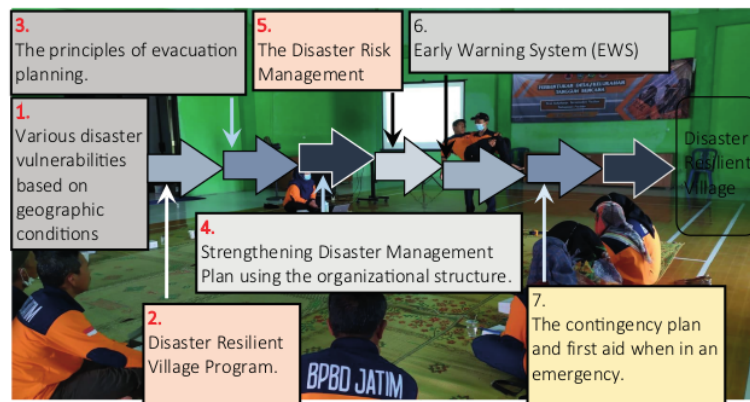 3.
The principles of evacuation
planning.
5.
The Disaster Risk
Management
6.
Early Warning System (EWS)
1.
Various disaster
vulnerabilities
based on
geographic
conditions
Disaster
Resilient
Village
4.
Strengthening Disaster Management
Plan using the organizational structure.
2.
Disaster Resilient
Village Program.
7.
The contingency plan
and first aid when in an
emergency.
BPBD JATIM